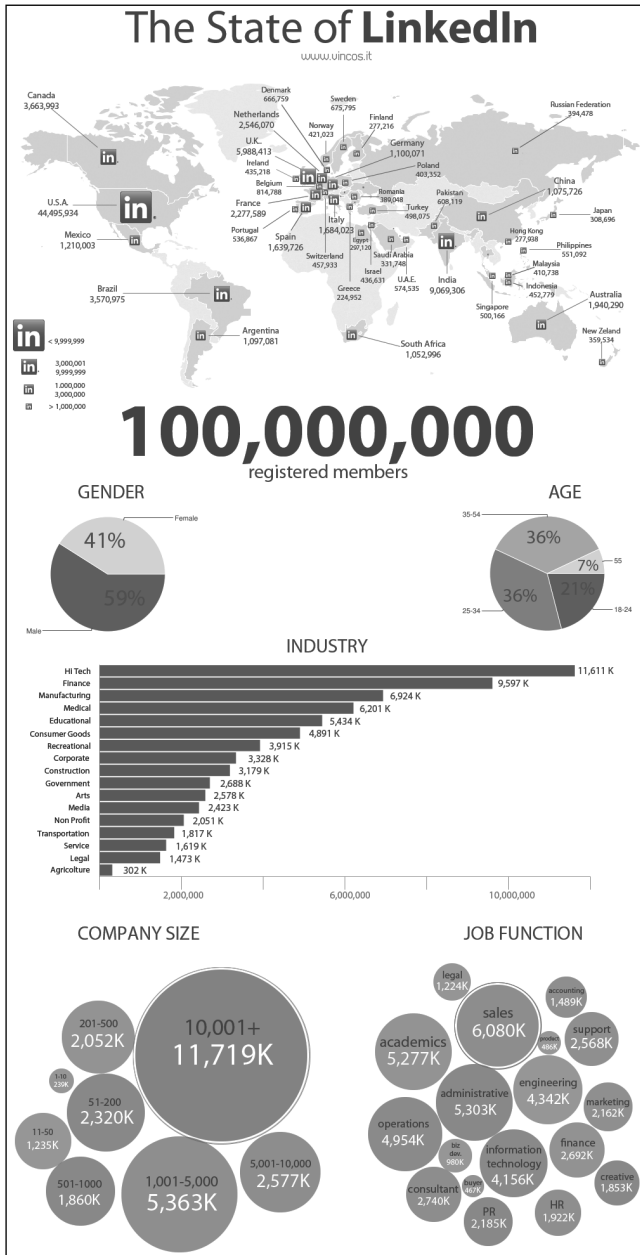 The State of LinkedIn
www.vincos.it
Canada
3,663,993
Denmark
666,759
Sweden
675,795
Netherlands
2,546,070
Norway
421,023
Finland
277,216
Russian Federation
394,478
U.K.
5,988,413
Germany
1,100,071
Ireland
435,218
Poland
403,352
Belgium
814,788
Romania
389,048
Pakistan
608,119
China
1,075,726
U.S.A.
44,495,934
France
2,277,589
Turkey
498,075
Japan
308,696
Mexico
1,210,003
Portugal
536,867
Spain
1,639,726
Italy
1,684,023
Egypt
297,120
Saudi Arabia
331,748
Hong Kong
277,938
Philippines
551,092
Switzerland
457,933
Israel
436,631
U.A.E.
574,535
India
9,069,306
Malaysia
410,738
Indonesia
452,779
Greece
224,952
Singapore
500,166
Brazil
3,570,975
Australia
1,940,290
Argentina
1,097,081
South Africa
1,052,996
New Zeland
359,534
in < 9,999,999
in 3,000,001
9,999,999
in 1.000,000
3,000,000
in > 1,000,000
100,000,000
registered members
GENDER
Female
41%
59%
Male
AGE
35-54
36%
55
7%
36%
21%
25-34
18-24
INDUSTRY
HI Tech 11,611 K
Finance 9,597 K
Manufacturing 6,924 K
Medical 6,201 K
Educational 5,434 K
Consumer Goods 4,891 K
Recreational 3,915 K
Corporate 3,328 K
Construction 3,179 K
Government 2,688 K
Arts 2,578 K
Media 2,423 K
Non Profit 2,051 K
Transportation 1,817 K
Service 1,619 K
Legal 1,473 K
Agricolture 302 K
2,000,000 6,000,000 10,000,000
COMPANY SIZE
10,001+
11,719K
201-500
2,052K
1-10
239K
51-200
2,320K
11-50
1,235K
501-1000
1,860K
1,001-5,000
5,363K
5,001-10,000
2,577K
JOB FUNCTION
legal
1,224K
sales
6,080K
accounting
1,489K
academics
5,277K
product
486K
support
2,568K
administrative
5,303K
engineering
4,342K
marketing
2,162K
operations
4,954K
biz
dev.
980K
information
technology
4,156K
finance
2,692K
consultant
2,740K
buyer
467K
creative
1,853K
PR
2,185K
HR
1,922K